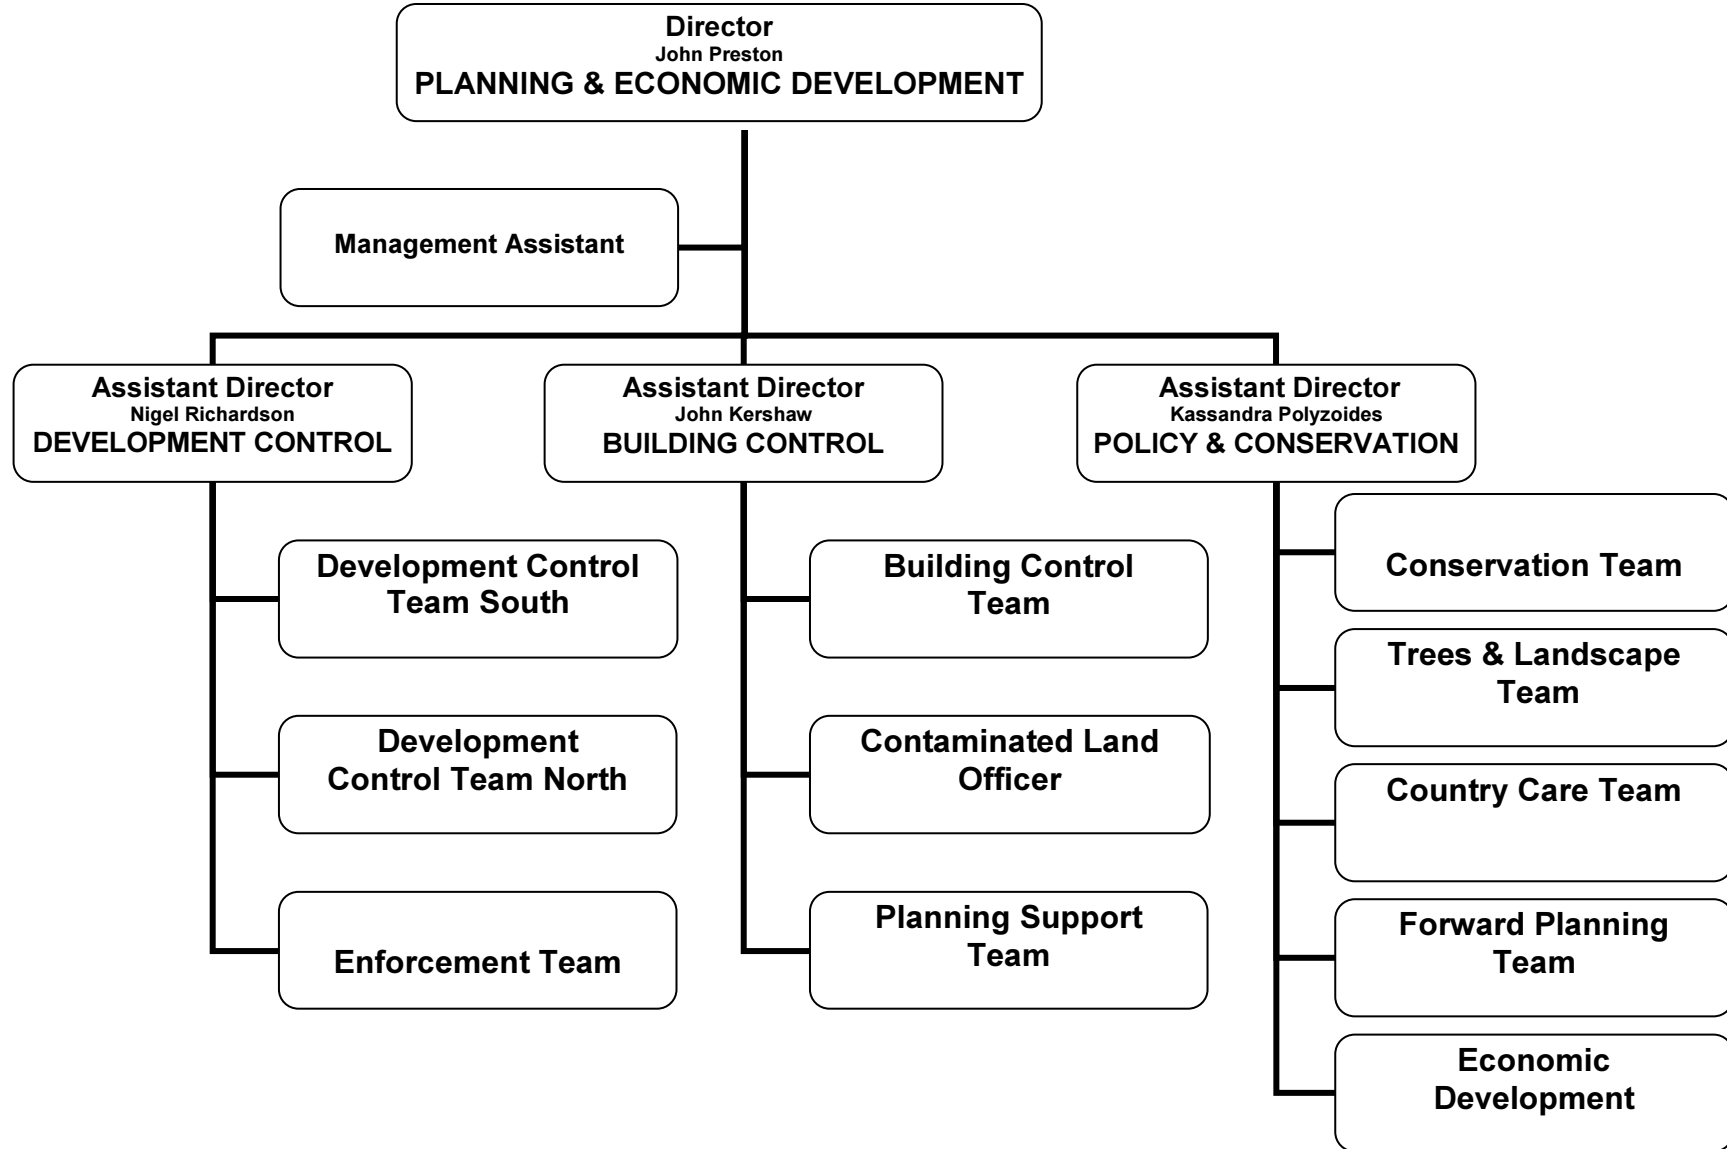 Director
John Preston
PLANNING & ECONOMIC DEVELOPMENT
Management Assistant
Assistant Director
Nigel Richardson
DEVELOPMENT CONTROL
Assistant Director
John Kershaw
BUILDING CONTROL
Assistant Director
Kassandra Polyzoides
POLICY & CONSERVATION
Development Control
Team South
Development
Control Team North
Enforcement Team
Building Control
Team
Contaminated Land
Officer
Planning Support
Team
Conservation Team
Trees & Landscape
Team
Country Care Team
Forward Planning
Team
Economic
Development